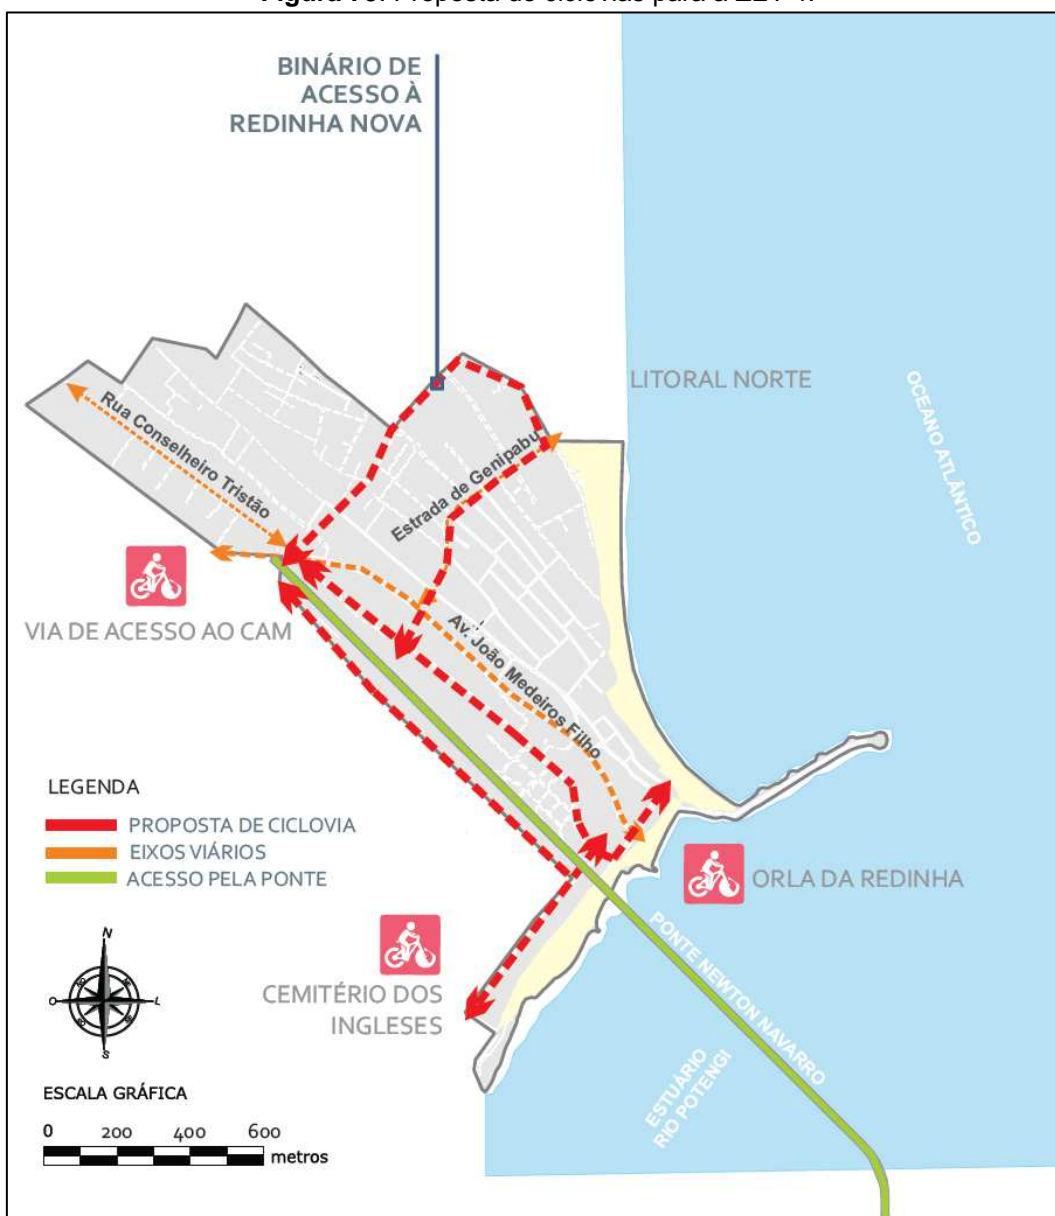 BINÁRIO DE
ACESSO À
REDINHA NOVA
LITORAL NORTE
OCEANO ATLÂNTICO
Rua Conselheiro Tristão
Estrada de Genipabu
Av. João Medeiros Filho
VIA DE ACESSO AO CAM
LEGENDA
PROPOSTA DE CICLOVIA
EIXOS VIÁRIOS
ACESSO PELA PONTE
ORLA DA REDINHA
PONTE NEWTON NAVARRO
CEMITÉRIO DOS
INGLESES
ESTUÁRIO
RIO POTENGI
N
O
L
S
ESCALA GRÁFICA
0 200 400 600
metros